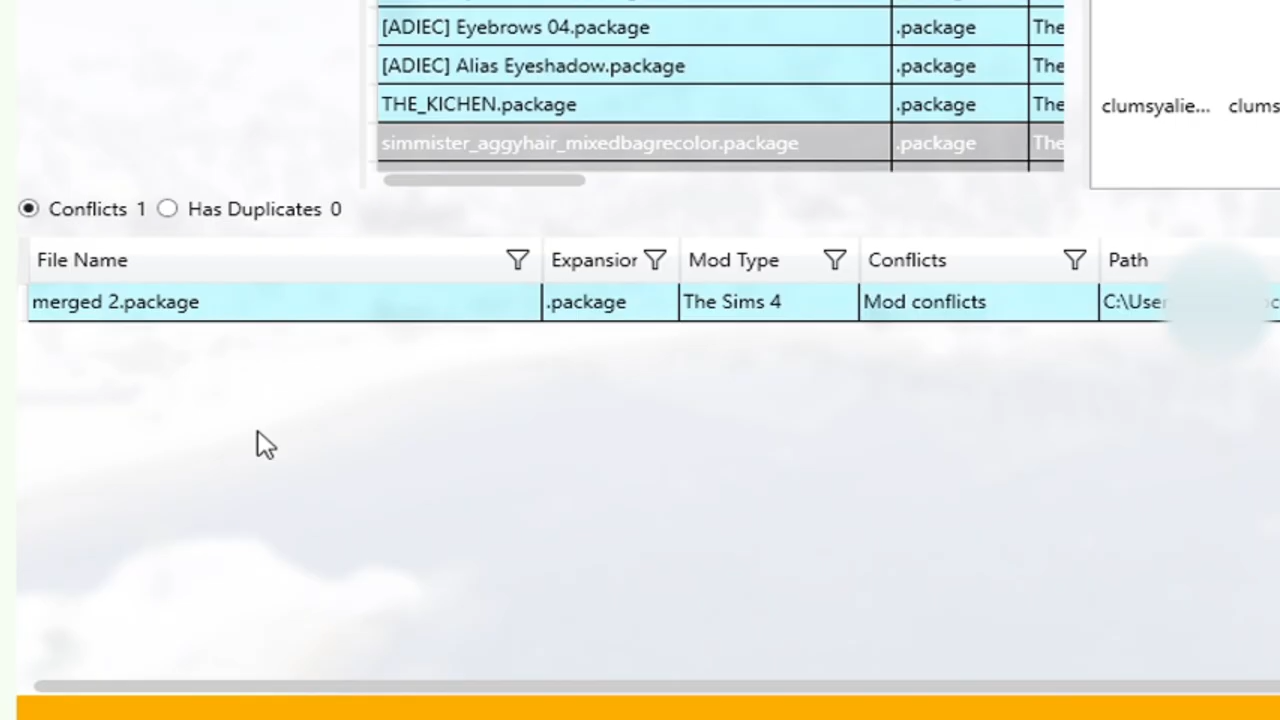 [ADIEC] Eyebrows 04.package .package The
[ADIEC] Alias Eyeshadow.package .package The
THE_KICHEN.package .package The
clumsyalie... clums
simmister_aggyhair_mixedbagrecolor.package .package The
Conflicts 1 Has Duplicates 0
File Name Expansior Mod Type Conflicts Path
merged 2.package .package The Sims 4 Mod conflicts C:\User